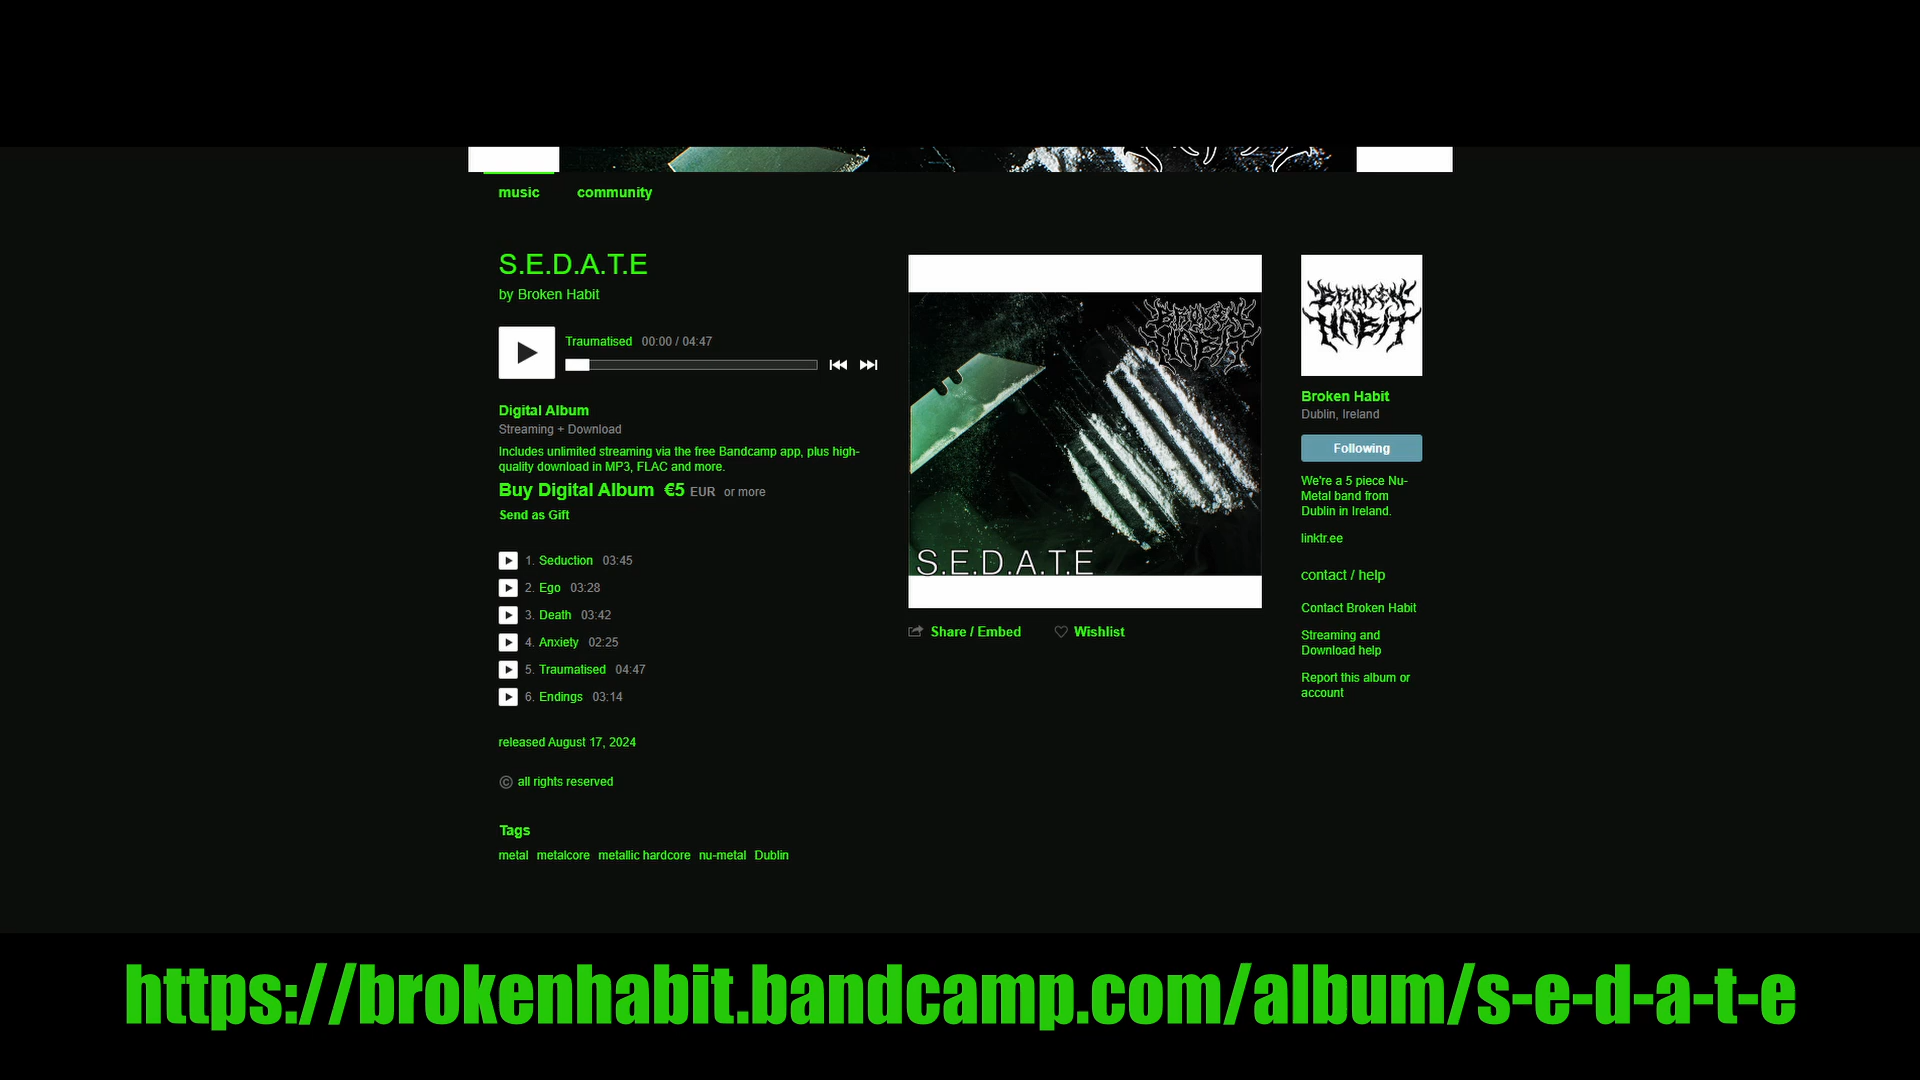 music community
S.E.D.A.T.E
by Broken Habit
Traumatised 00:00 / 04:47
Digital Album
Streaming + Download
Includes unlimited streaming via the free Bandcamp app, plus high-
quality download in MP3, FLAC and more.
Buy Digital Album €5 EUR or more
Send as Gift
1. Seduction 03:45
2. Ego 03:28
3. Death 03:42
4. Anxiety 02:25
5. Traumatised 04:47
6. Endings 03:14
released August 17, 2024
© all rights reserved
Tags
metal metalcore metallic hardcore nu-metal Dublin
BROKEN
HABIT
S.E.D.A.T.E
Share / Embed Wishlist
BROKEN
HABIT
Broken Habit
Dublin, Ireland
Following
We're a 5 piece Nu-
Metal band from
Dublin in Ireland.
linktr.ee
contact / help
Contact Broken Habit
Streaming and
Download help
Report this album or
account
https://brokenhabit.bandcamp.com/album/s-e-d-a-t-e